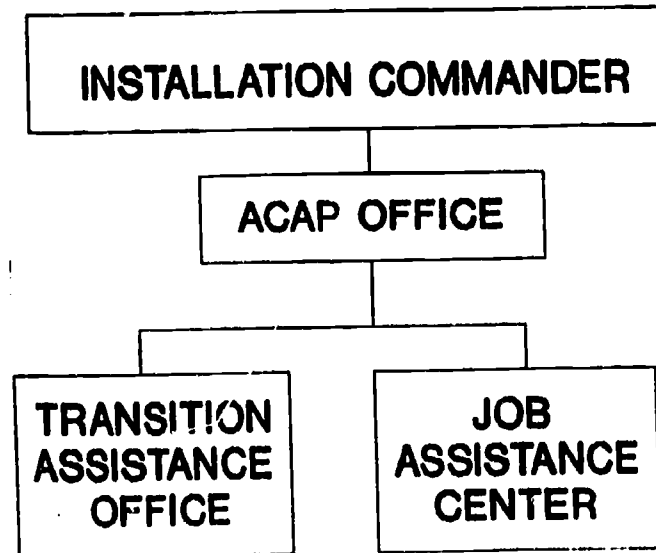 INSTALLATION COMMANDER
ACAP OFFICE
TRANSITION
ASSISTANCE
OFFICE
JOB
ASSISTANCE
CENTER